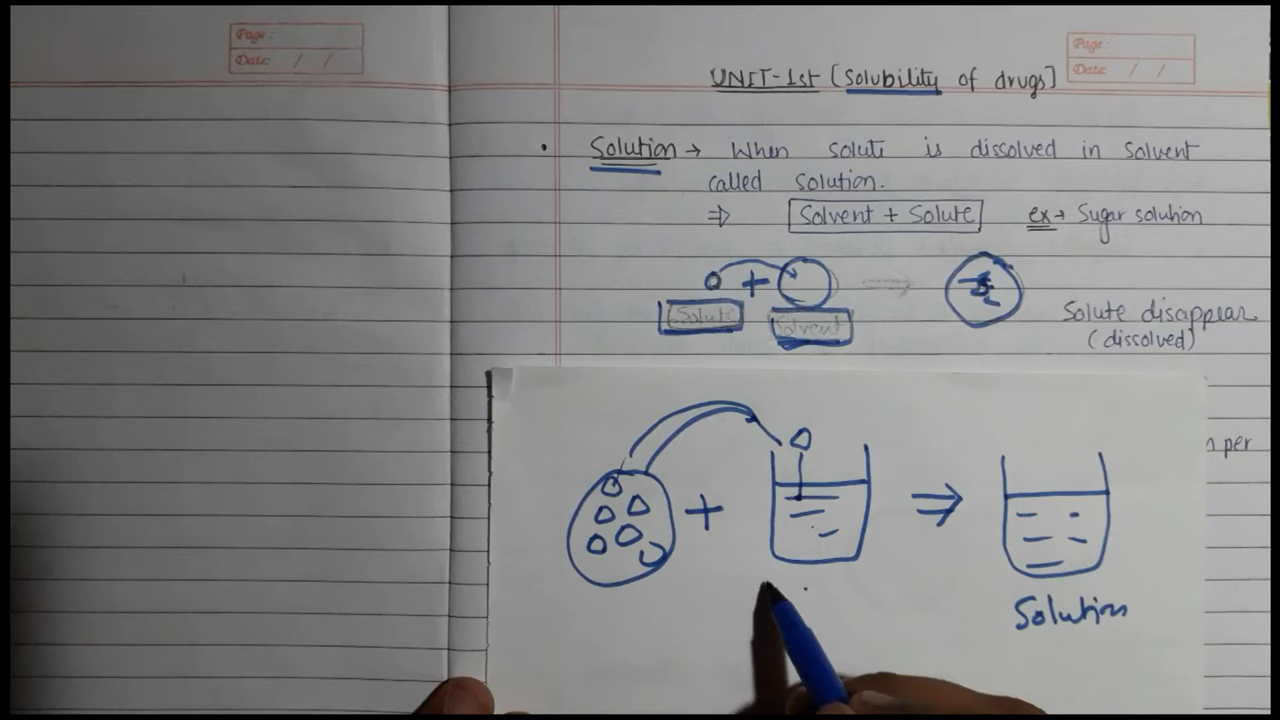 Page:
Date: / /
Page:
Date: / /
UNIT-1st [Solubility of drugs]
• Solution → When solute is dissolved in solvent
called solution.
⇒ Solvent + Solute ex → Sugar solution
+
Solute Solvent
Solute disappear
(dissolved)
per
+ ⇒
Solution